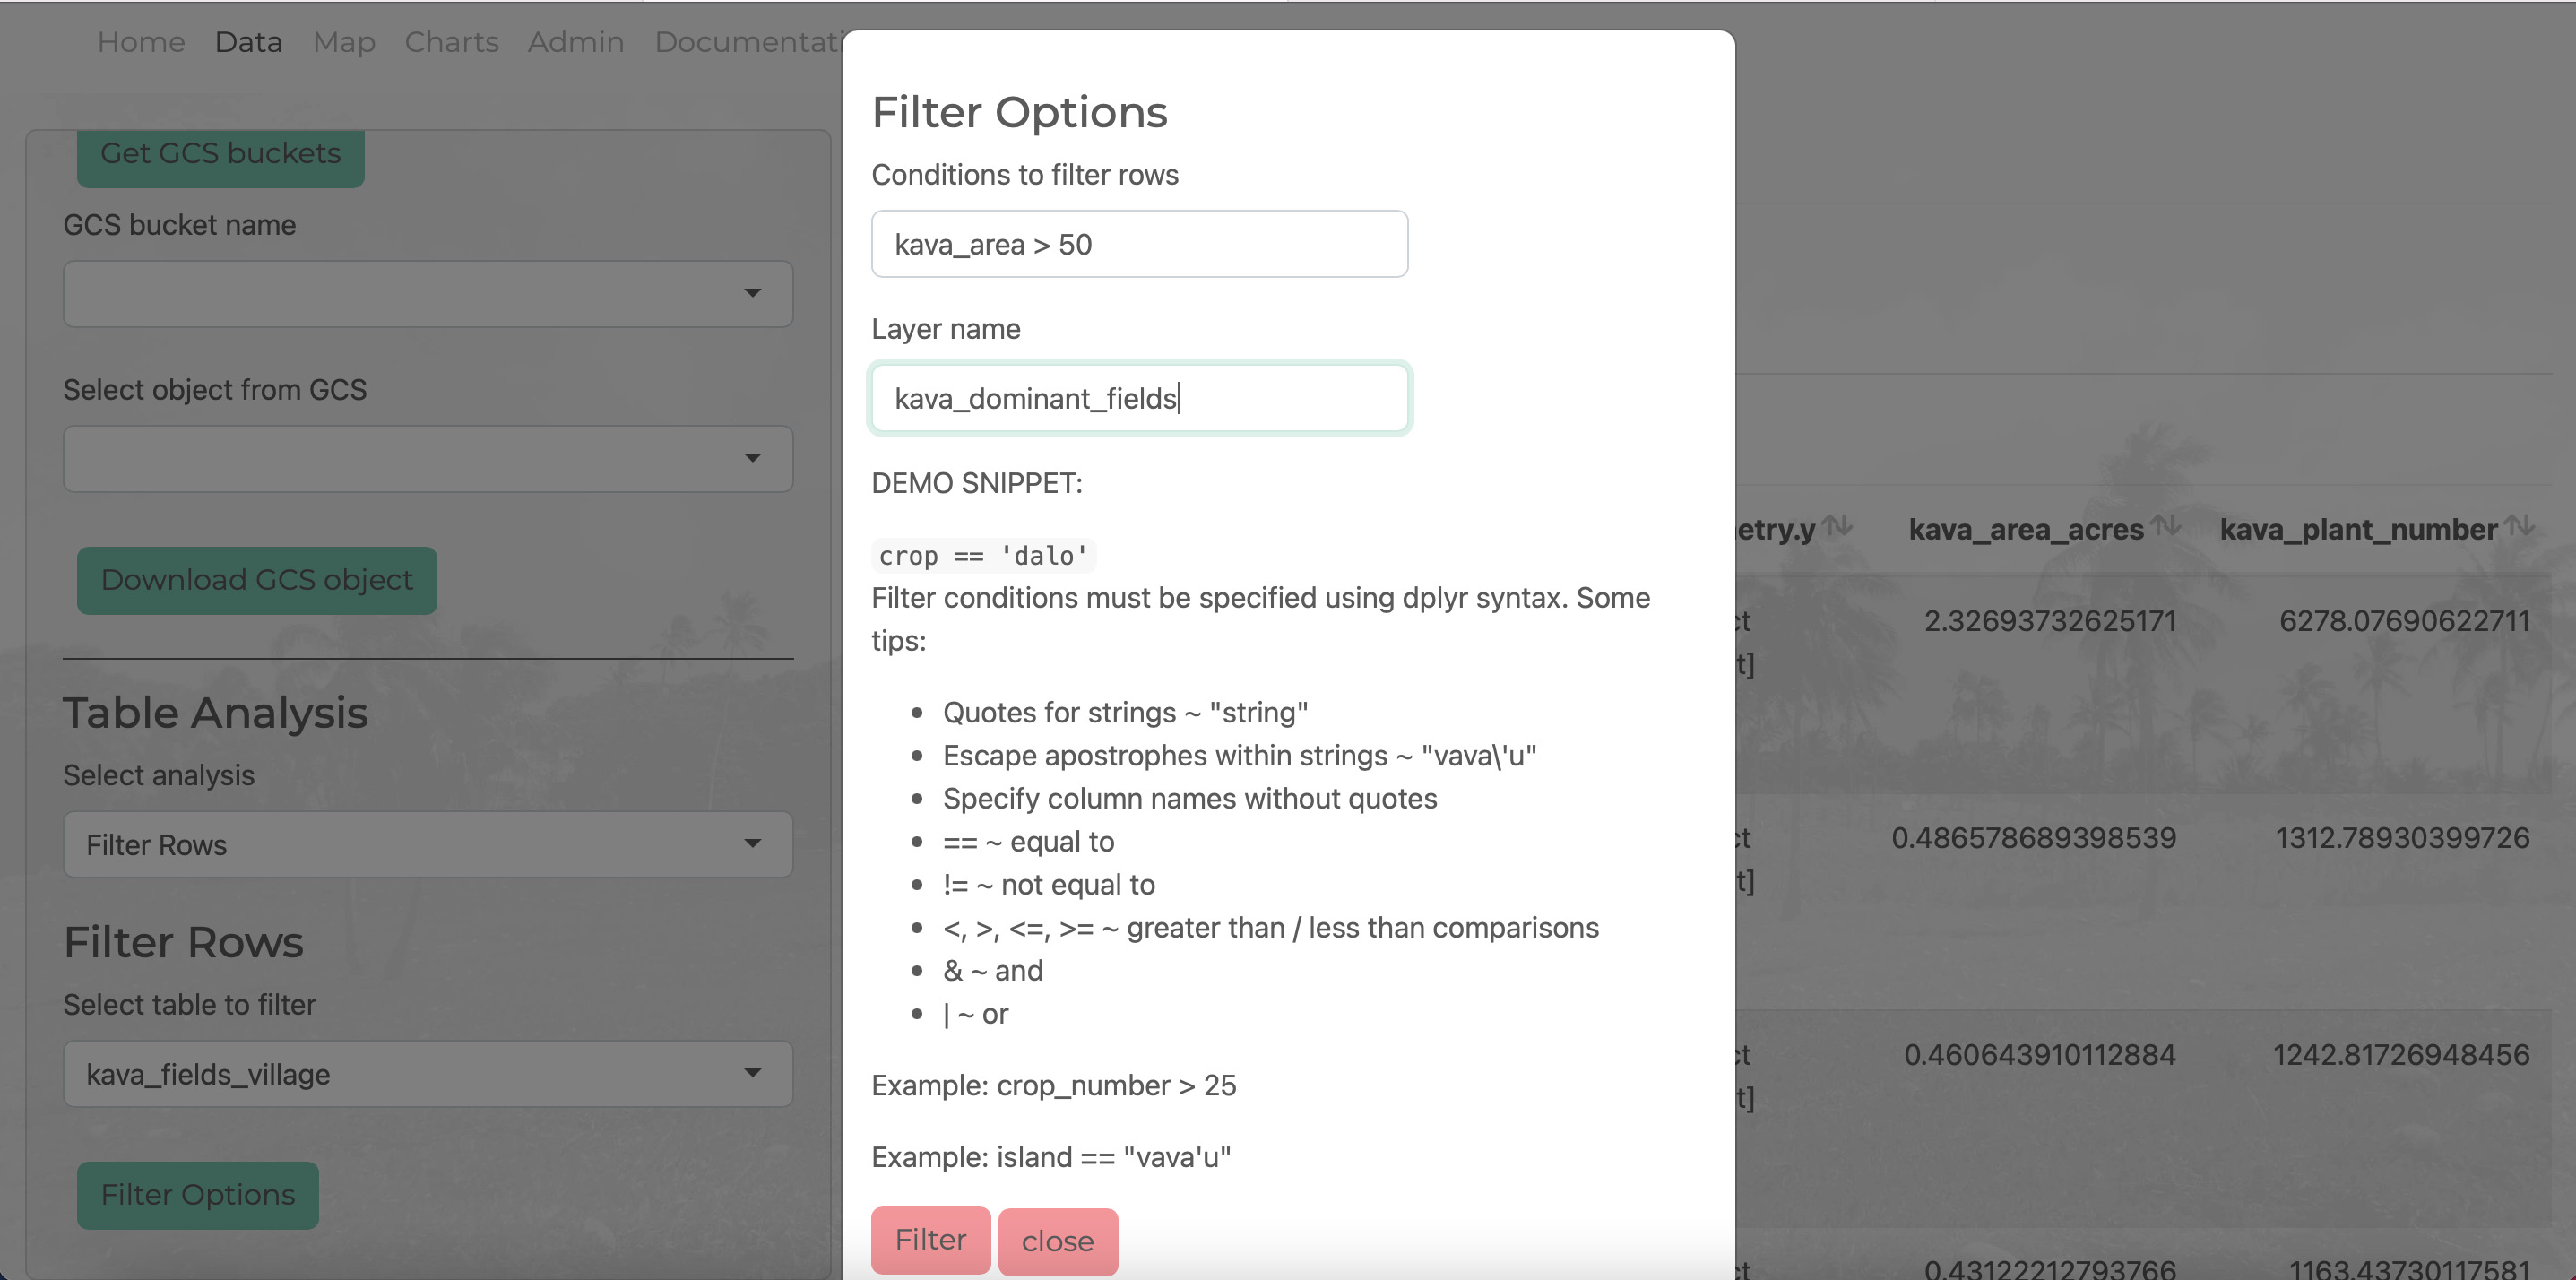 Home Data Map Charts Admin Documentati
Get GCS buckets
GCS bucket name
Select object from GCS
Download GCS object
Table Analysis
Select analysis
Filter Rows
Filter Rows
Select table to filter
kava_fields_village
Filter Options
Filter Options
Conditions to filter rows
kava_area > 50
Layer name
kava_dominant_fields
DEMO SNIPPET:
crop == 'dalo'
Filter conditions must be specified using dplyr syntax. Some
tips:
Quotes for strings ~ "string"
Escape apostrophes within strings ~ "vava\'u"
Specify column names without quotes
== ~ equal to
!= ~ not equal to
<, >, <=, >= ~ greater than / less than comparisons
& ~ and
| ~ or
Example: crop_number > 25
Example: island == "vava'u"
Filter close
etry.y kava_area_acres kava_plant_number
ct 2.32693732625171 6278.07690622711
t]
ct 0.486578689398539 1312.78930399726
t]
ct 0.460643910112884 1242.81726948456
t]
ct 0.43122212793766 1163.43730117581